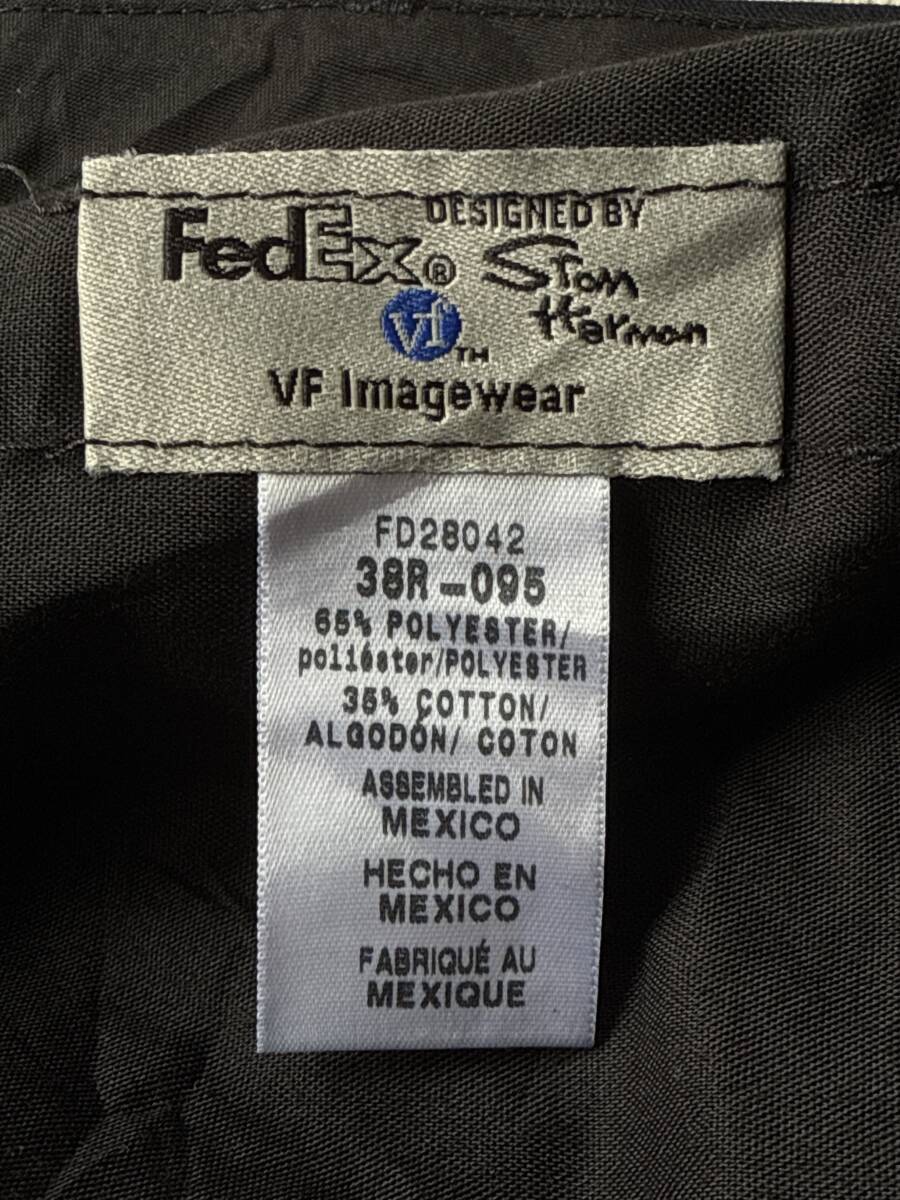 FedEx® DESIGNED BY
Stan
Herman
vf TM
VF Imagewear
FD28042
38R-095
65% POLYESTER/
poliéster/POLYESTER
35% COTTON/
ALGODÓN/ COTON
ASSEMBLED IN
MEXICO
HECHO EN
MEXICO
FABRIQUÉ AU
MEXIQUE